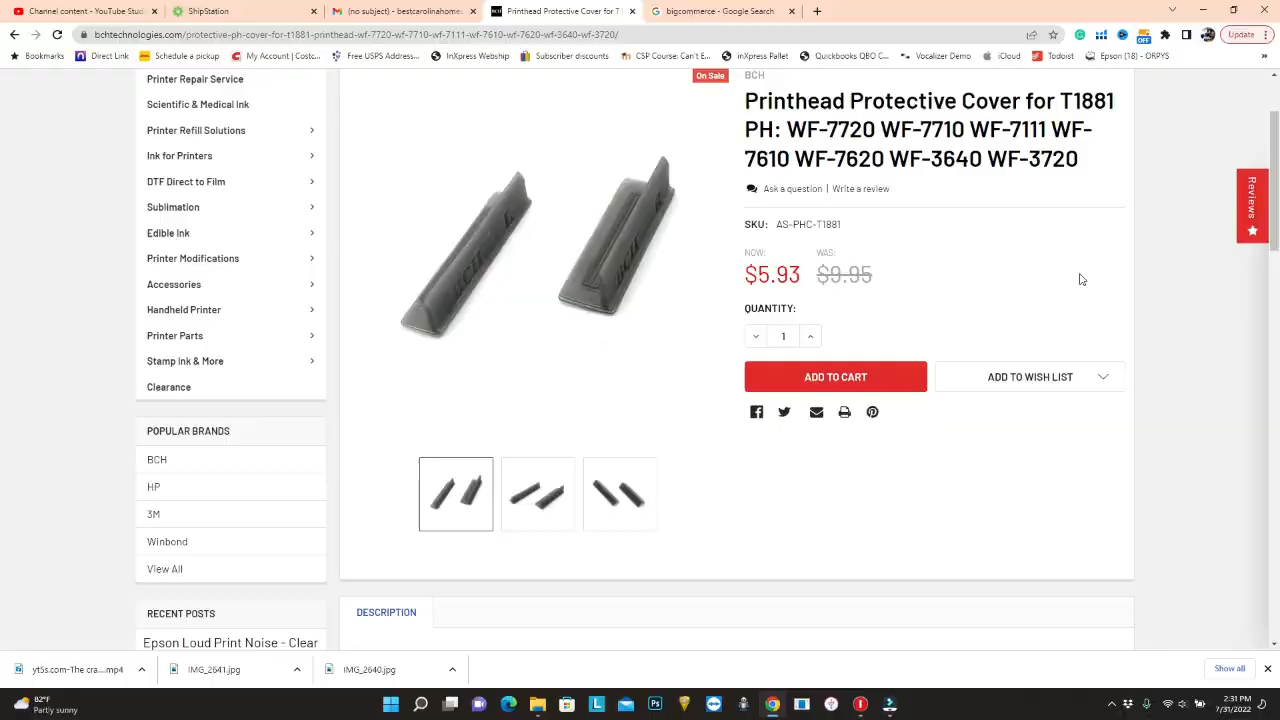 Channel content - YouTube Studi
ShipStation
(no subject) - bestcarolinahomes
Printhead Protective Cover for T
bigcommerce - Google Search
bchtechnologies.com/protective-ph-cover-for-t1881-printhead-wf-7720-wf-7710-wf-7111-wf-7610-wf-7620-wf-3640-wf-3720/
Update
Bookmarks
Direct Link
Schedule a pickup
My Account | Costc...
Free USPS Address...
Xpress Webship
Subscriber discounts
CSP Course: Can't E...
inXpress Pallet
Quickbooks QBO C...
Vocalizer Demo
iCloud
Todoist
Epson (18) - ORPYS
OFF
Printer Repair Service
Scientific & Medical Ink
Printer Refill Solutions
Ink for Printers
DTF Direct to Film
Sublimation
Edible Ink
Printer Modifications
Accessories
Handheld Printer
Printer Parts
Stamp Ink & More
Clearance
POPULAR BRANDS
BCH
HP
3M
Winbond
View All
RECENT POSTS
Epson Loud Print Noise - Clear
On Sale
BCH
BCH
Printhead Protective Cover for T1881
PH: WF-7720 WF-7710 WF-7111 WF-
7610 WF-7620 WF-3640 WF-3720
Ask a question | Write a review
SKU: AS-PHC-T1881
NOW: WAS:
$5.93 $9.95
QUANTITY:
1
ADD TO CART
ADD TO WISH LIST
Reviews
DESCRIPTION
yt5s.com-The cra....mp4
IMG_2641.jpg
IMG_2640.jpg
Show all
82°F
Partly sunny
2:31 PM
7/31/2022